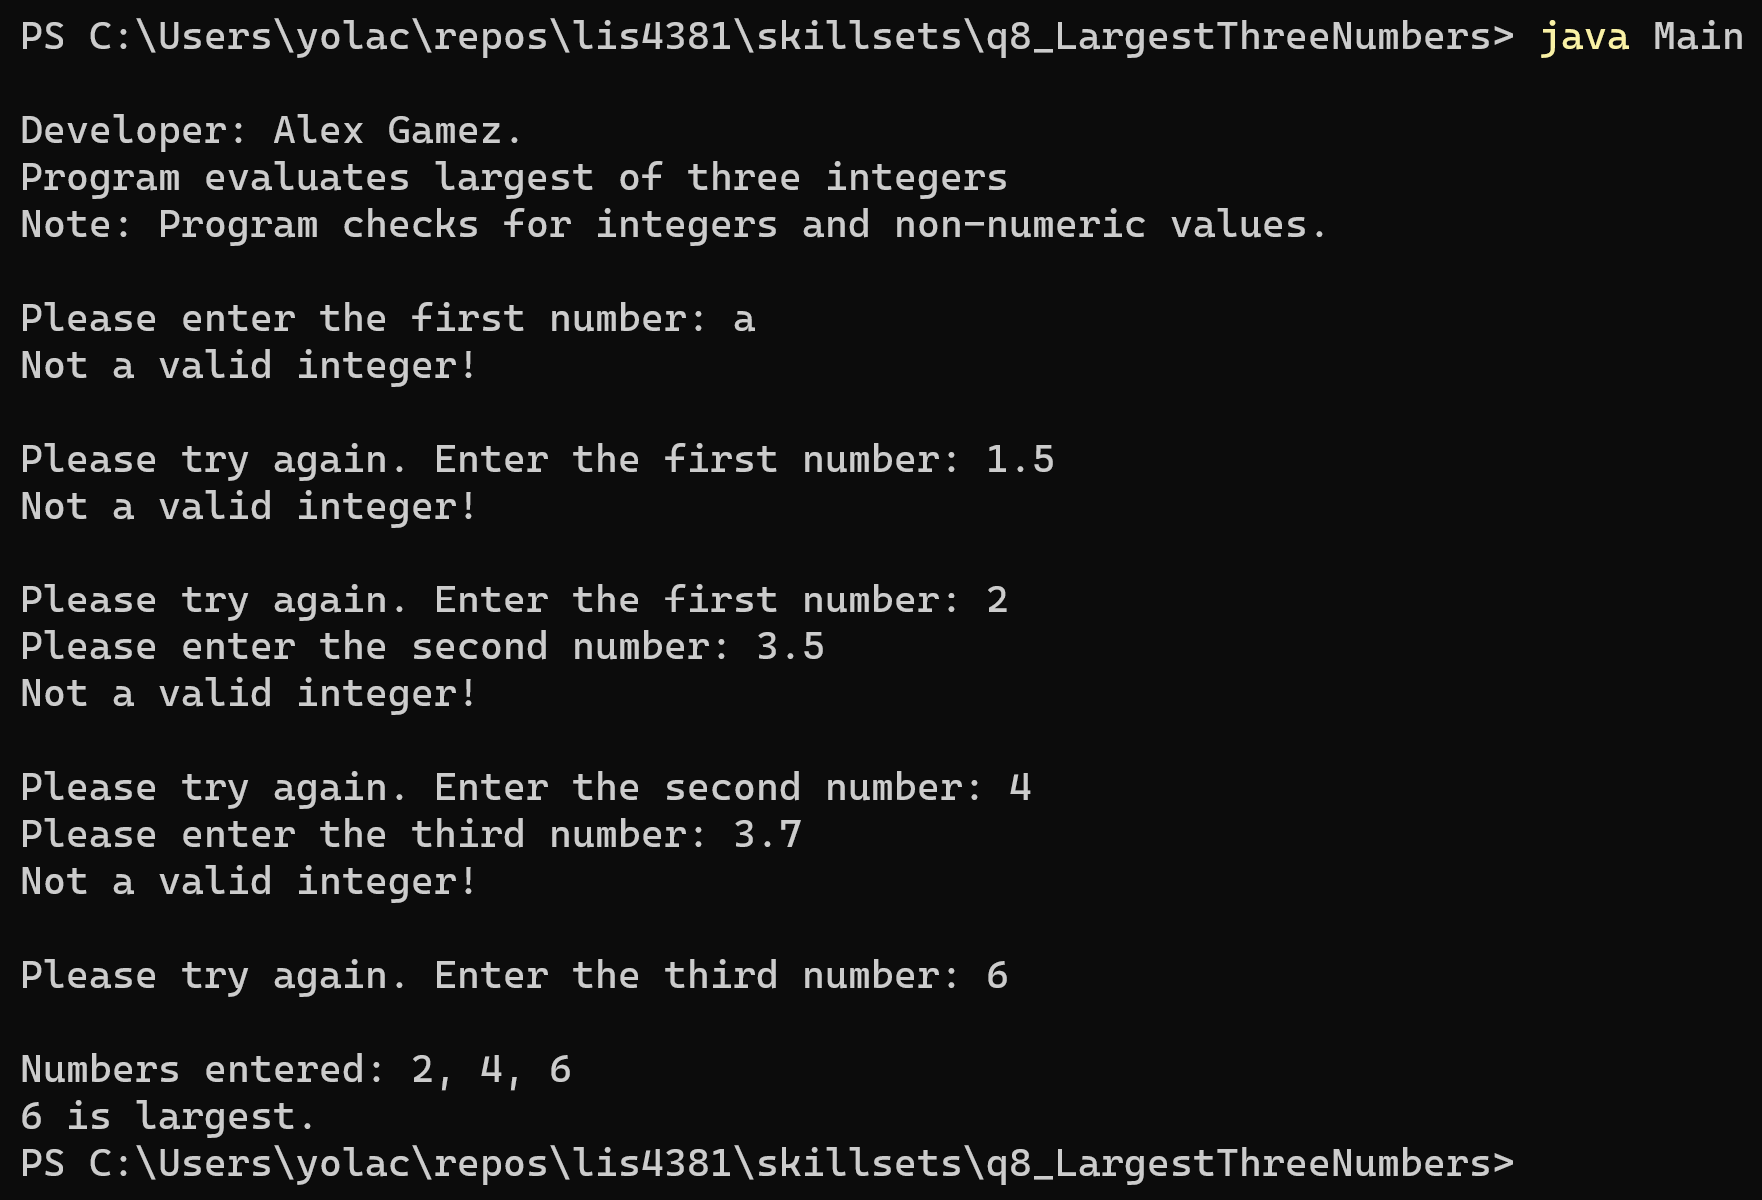 PS C:\Users\yolac\repos\lis4381\skillsets\q8_LargestThreeNumbers> java Main
Developer: Alex Gamez.
Program evaluates largest of three integers
Note: Program checks for integers and non-numeric values.
Please enter the first number: a
Not a valid integer!
Please try again. Enter the first number: 1.5
Not a valid integer!
Please try again. Enter the first number: 2
Please enter the second number: 3.5
Not a valid integer!
Please try again. Enter the second number: 4
Please enter the third number: 3.7
Not a valid integer!
Please try again. Enter the third number: 6
Numbers entered: 2, 4, 6
6 is largest.
PS C:\Users\yolac\repos\lis4381\skillsets\q8_LargestThreeNumbers>